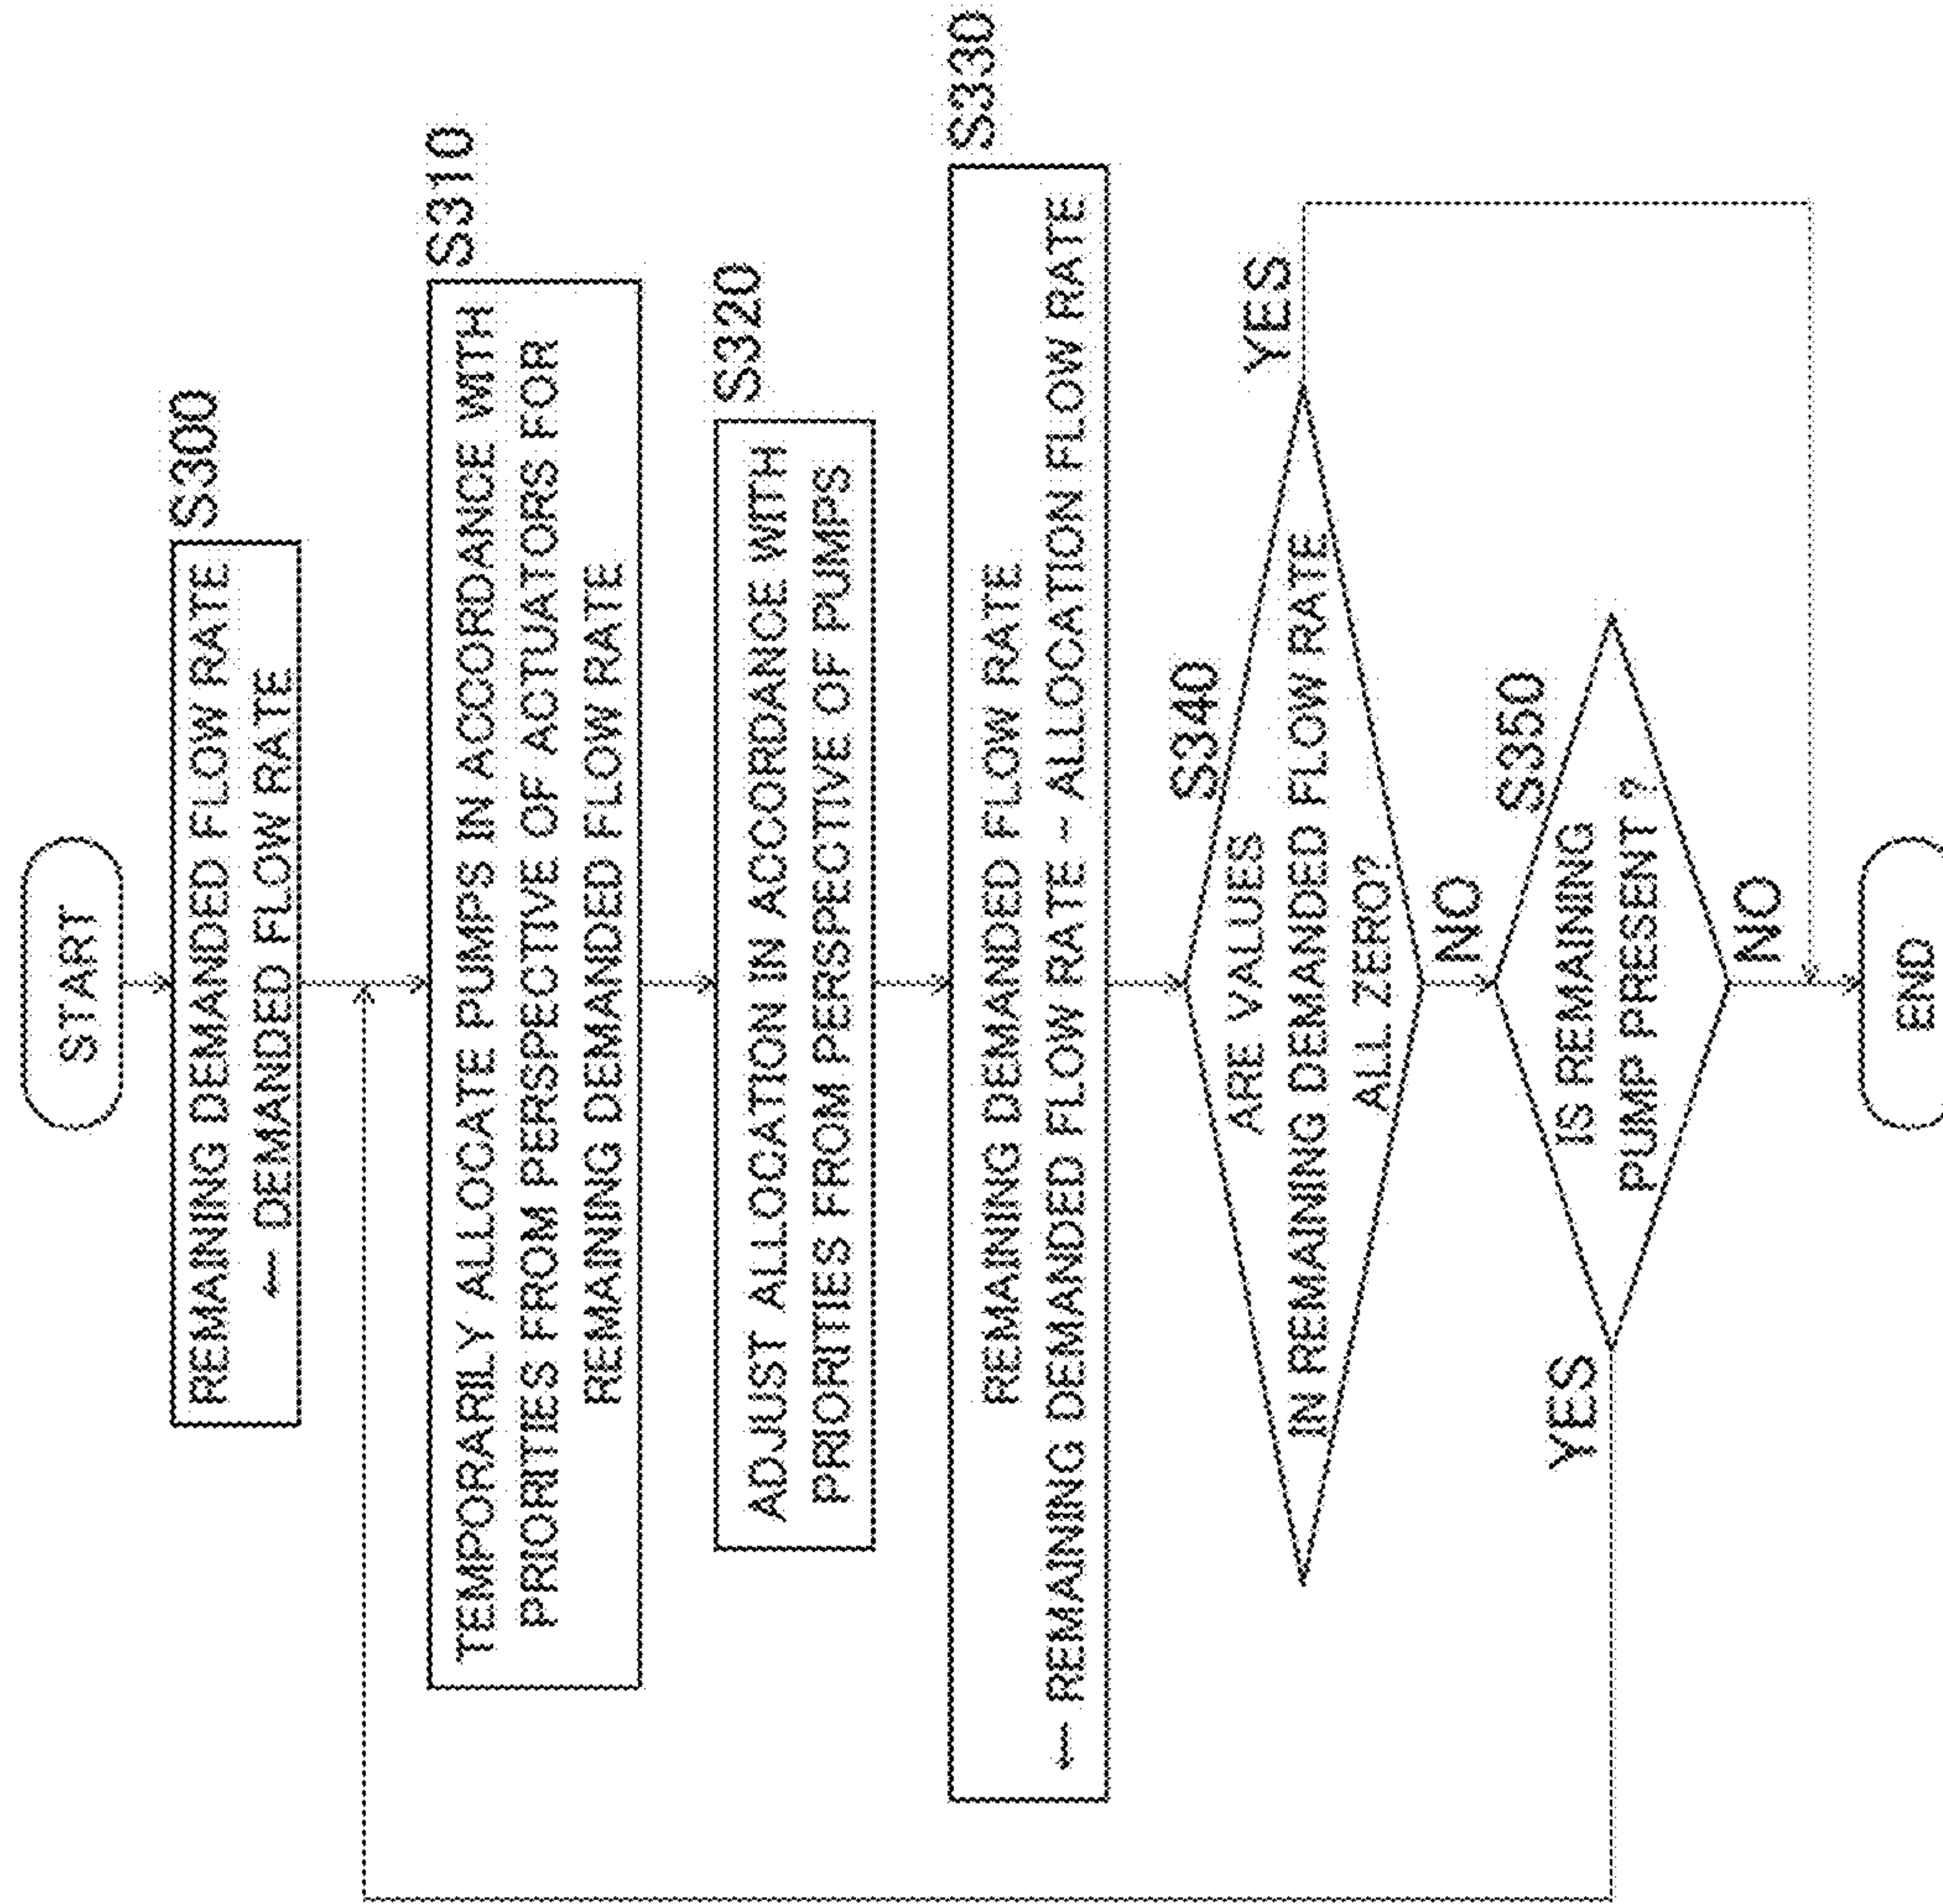 START
S300
REMAINING DEMANDED FLOW RATE
← DEMANDED FLOW RATE
S310
TEMPORARILY ALLOCATE PUMPS IN ACCORDANCE WITH
PRIORITIES FROM PERSPECTIVE OF ACTUATORS FOR
REMAINING DEMANDED FLOW RATE
S320
ADJUST ALLOCATION IN ACCORDANCE WITH
PRIORITIES FROM PERSPECTIVE OF PUMPS
S330
REMAINING DEMANDED FLOW RATE
← REMAINING DEMANDED FLOW RATE - ALLOCATION FLOW RATE
S340
ARE VALUES
IN REMAINING DEMANDED FLOW RATE
ALL ZERO?
YES
NO
S350
IS REMAINING
PUMP PRESENT?
YES
NO
END